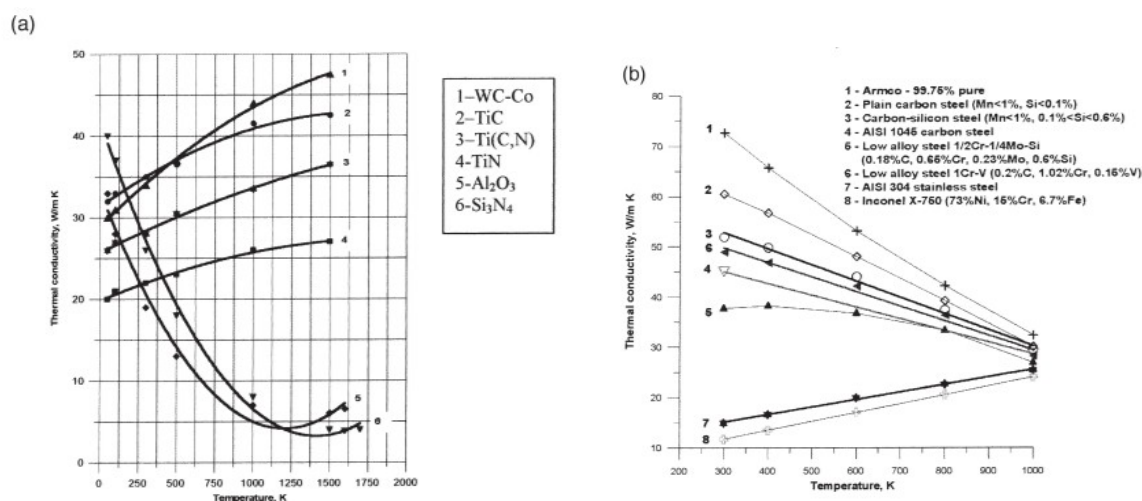 (a)
50
40
30
20
10
0
0 250 500 750 1000 1250 1500 1750 2000
Temperature, K
Thermal conductivity, W/m K
1
2
3
4
5
6
1–WC-Co
2–TiC
3–Ti(C,N)
4-TiN
5-Al₂O₃
6-Si₃N₄
(b)
1 - Armco - 99.75% pure
2 - Plain carbon steel (Mn<1%, Si<0.1%)
3 - Carbon-silicon steel (Mn<1%, 0.1%<Si<0.6%)
4 - AISI 1045 carbon steel
5 - Low alloy steel 1/2Cr-1/4Mo-Si
(0.18%C, 0.65Cr, 0.23%Mo, 0.6%Si)
6 - Low alloy steel 1Cr-V (0.2%C, 1.02%Cr, 0.15%V)
7 - AISI 304 stainless steel
8 - Inconel X-750 (73%Ni, 15%Cr, 6.7%Fe)
80
70
60
50
40
30
20
10
200 300 400 500 600 700 800 900 1000
Temperature, K
Thermal conductivity, W/m K
1
2
3
6
4
5
7
8